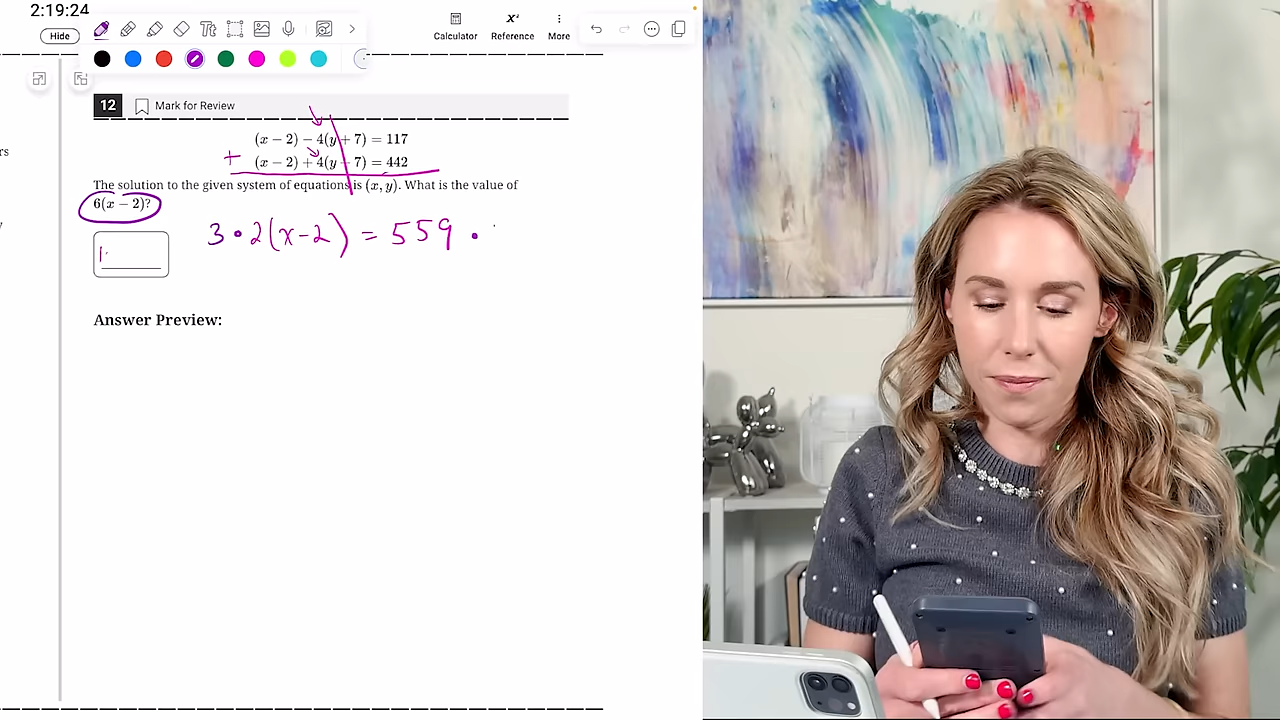 2:19:24
Hide
Tt
Calculator
X² Reference
More
12 Mark for Review
(x − 2) − 4(y + 7) = 117
+ (x − 2) + 4(y + 7) = 442
The solution to the given system of equations is (x, y). What is the value of
6(x − 2)?
3 • 2(x-2) = 559 •
Answer Preview: